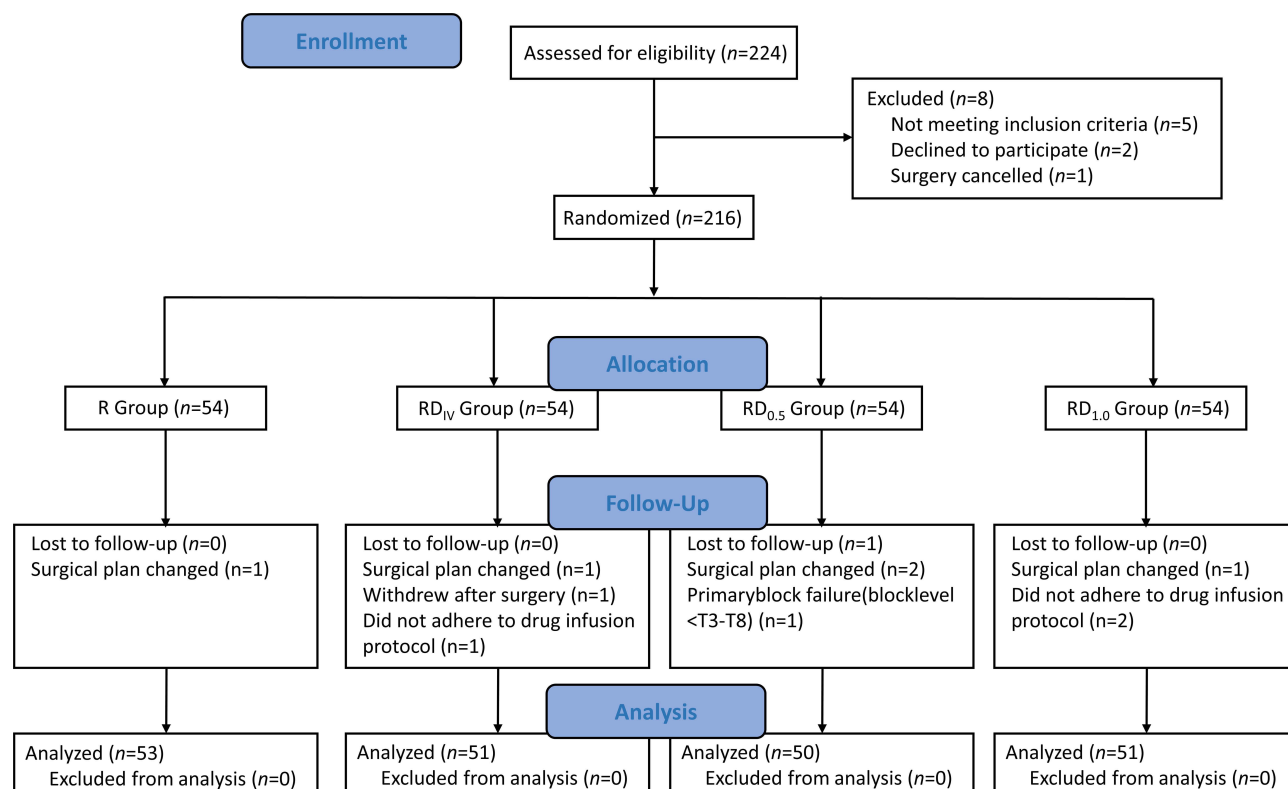 Enrollment
Assessed for eligibility (n=224)
Excluded (n=8)
Not meeting inclusion criteria (n=5)
Declined to participate (n=2)
Surgery cancelled (n=1)
Randomized (n=216)
Allocation
R Group (n=54)
RDIV Group (n=54)
RD0.5 Group (n=54)
RD1.0 Group (n=54)
Follow-Up
Lost to follow-up (n=0)
Surgical plan changed (n=1)
Lost to follow-up (n=0)
Surgical plan changed (n=1)
Withdrew after surgery (n=1)
Did not adhere to drug infusion
protocol (n=1)
Lost to follow-up (n=1)
Surgical plan changed (n=2)
Primaryblock failure(blocklevel
<T3-T8) (n=1)
Lost to follow-up (n=0)
Surgical plan changed (n=1)
Did not adhere to drug infusion
protocol (n=2)
Analysis
Analyzed (n=53)
Excluded from analysis (n=0)
Analyzed (n=51)
Excluded from analysis (n=0)
Analyzed (n=50)
Excluded from analysis (n=0)
Analyzed (n=51)
Excluded from analysis (n=0)